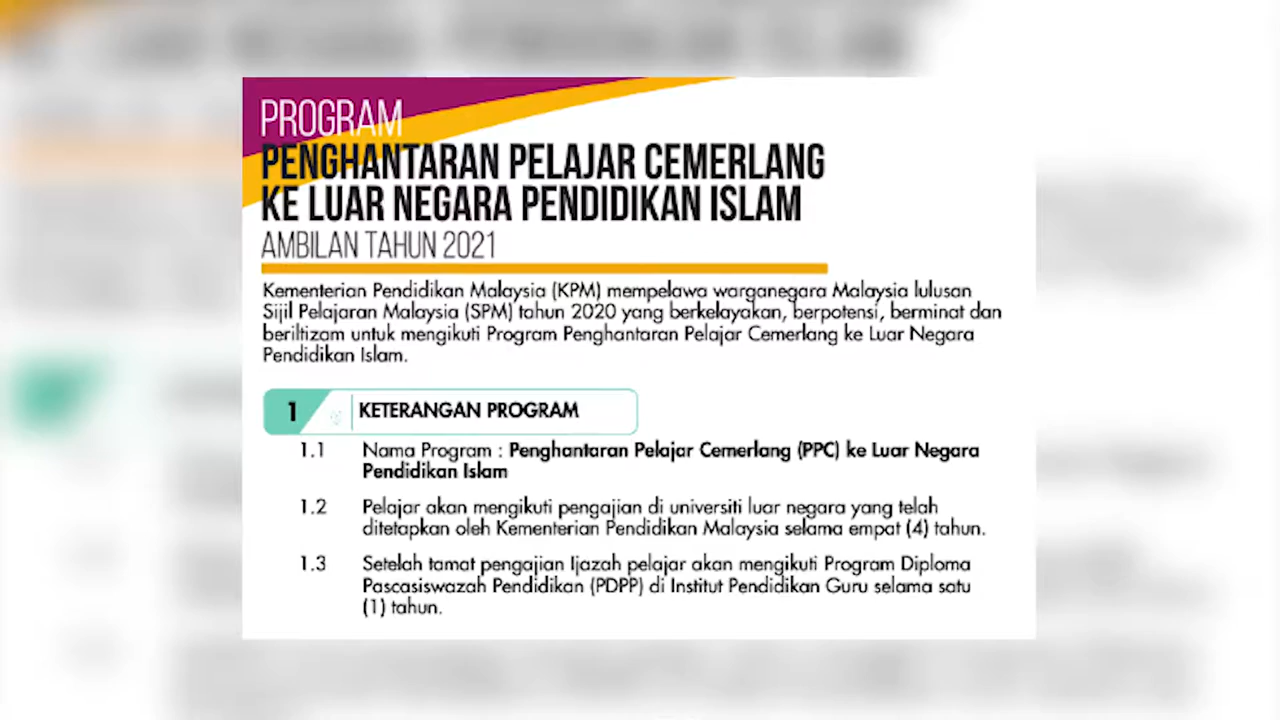 PROGRAM
PENGHANTARAN PELAJAR CEMERLANG
KE LUAR NEGARA PENDIDIKAN ISLAM
AMBILAN TAHUN 2021
Kementerian Pendidikan Malaysia (KPM) mempelawa warganegara Malaysia lulusan
Sijil Pelajaran Malaysia (SPM) tahun 2020 yang berkelayakan, berpotensi, berminat dan
beriltizam untuk mengikuti Program Penghantaran Pelajar Cemerlang ke Luar Negara
Pendidikan Islam.
1 KETERANGAN PROGRAM
1.1 Nama Program : Penghantaran Pelajar Cemerlang (PPC) ke Luar Negara
Pendidikan Islam
1.2 Pelajar akan mengikuti pengajian di universiti luar negara yang telah
ditetapkan oleh Kementerian Pendidikan Malaysia selama empat (4) tahun.
1.3 Setelah tamat pengajian Ijazah pelajar akan mengikuti Program Diploma
Pascasiswazah Pendidikan (PDPP) di Institut Pendidikan Guru selama satu
(1) tahun.